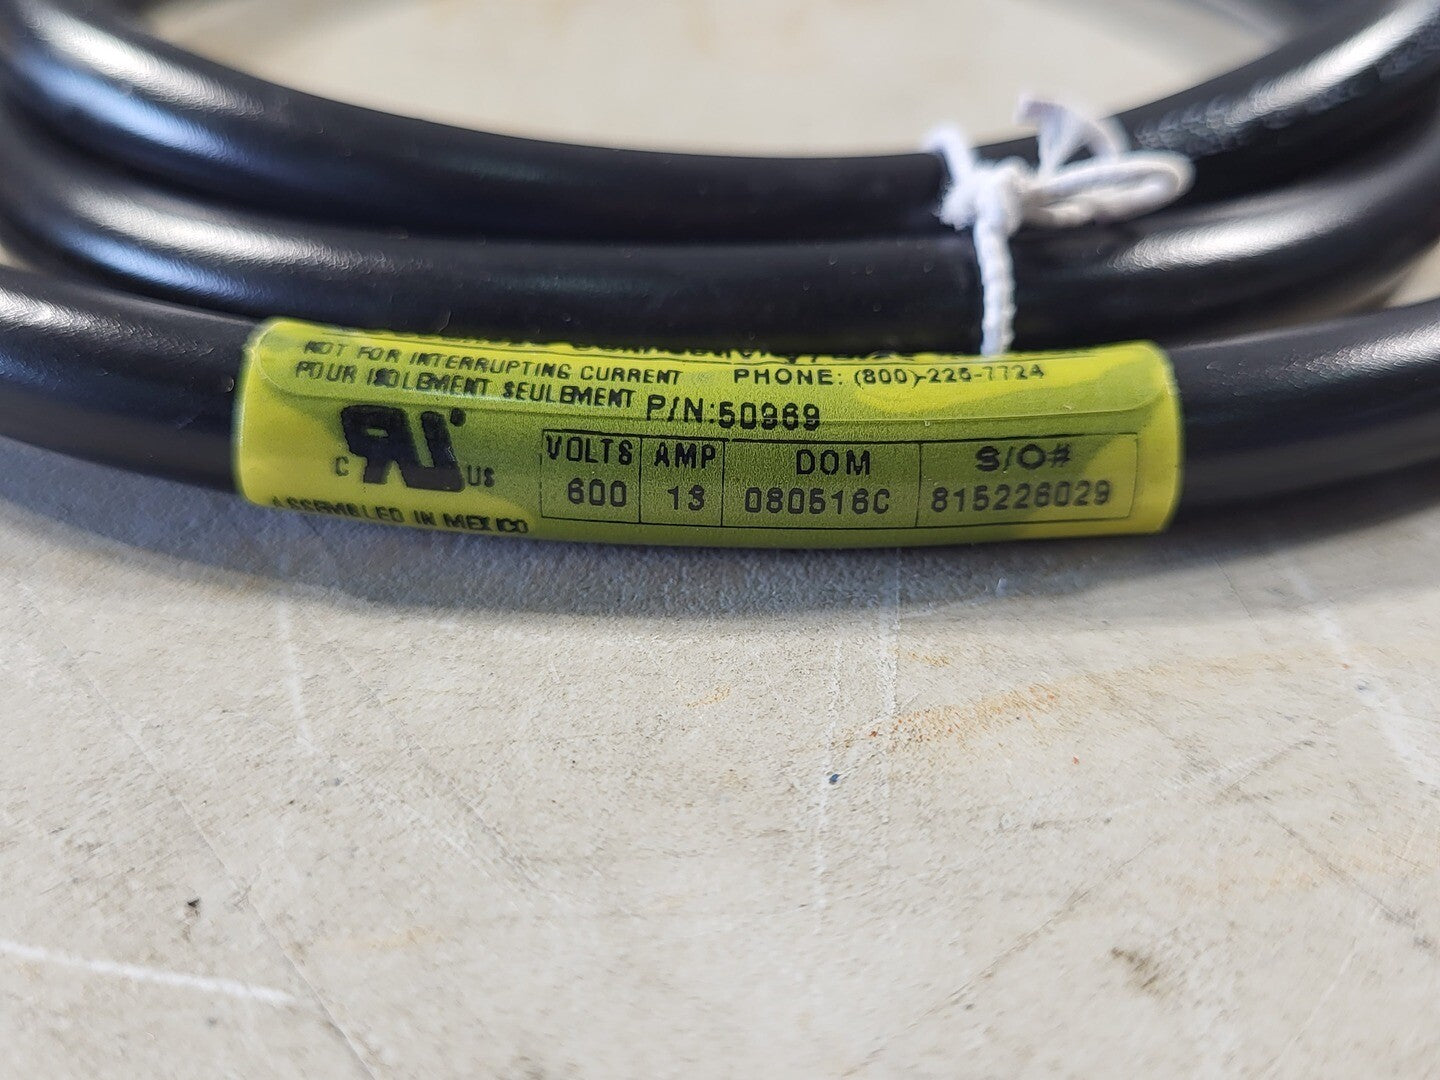 NOT FOR INTERRUPTING CURRENT PHONE: (800)-225-7724
POUR ISOLEMENT SEULEMENT P/N:50969
C RU US
VOLTS AMP DOM S/O#
600 13 080516C 815226029
ASSEMBLED IN MEXICO